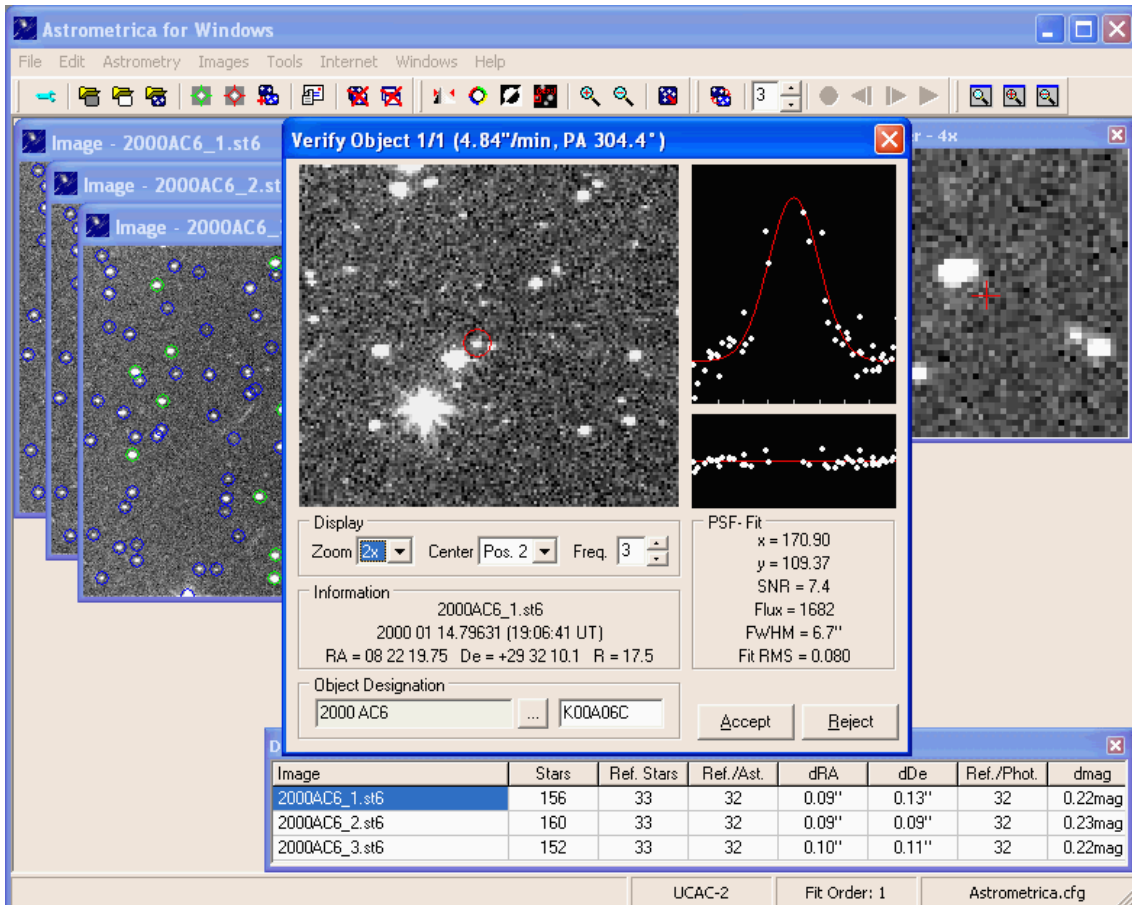 Astrometrica for Windows
File Edit Astrometry Images Tools Internet Windows Help
3
Image - 2000AC6_1.st6
Image - 2000AC6_2.st
Image - 2000AC6_
Verify Object 1/1 (4.84"/min, PA 304.4°)
- 4x
Display
Zoom 2x Center Pos. 2 Freq. 3
Information
2000AC6_1.st6
2000 01 14.79631 (19:06:41 UT)
RA = 08 22 19.75 De = +29 32 10.1 R = 17.5
Object Designation
2000 AC6 ... K00A06C
PSF- Fit
x = 170.90
y = 109.37
SNR = 7.4
Flux = 1682
FWHM = 6.7"
Fit RMS = 0.080
Accept Reject
D
Image Stars Ref. Stars Ref./Ast. dRA dDe Ref./Phot. dmag
2000AC6_1.st6 156 33 32 0.09" 0.13" 32 0.22mag
2000AC6_2.st6 160 33 32 0.09" 0.09" 32 0.23mag
2000AC6_3.st6 152 33 32 0.10" 0.11" 32 0.22mag
UCAC-2 Fit Order: 1 Astrometrica.cfg